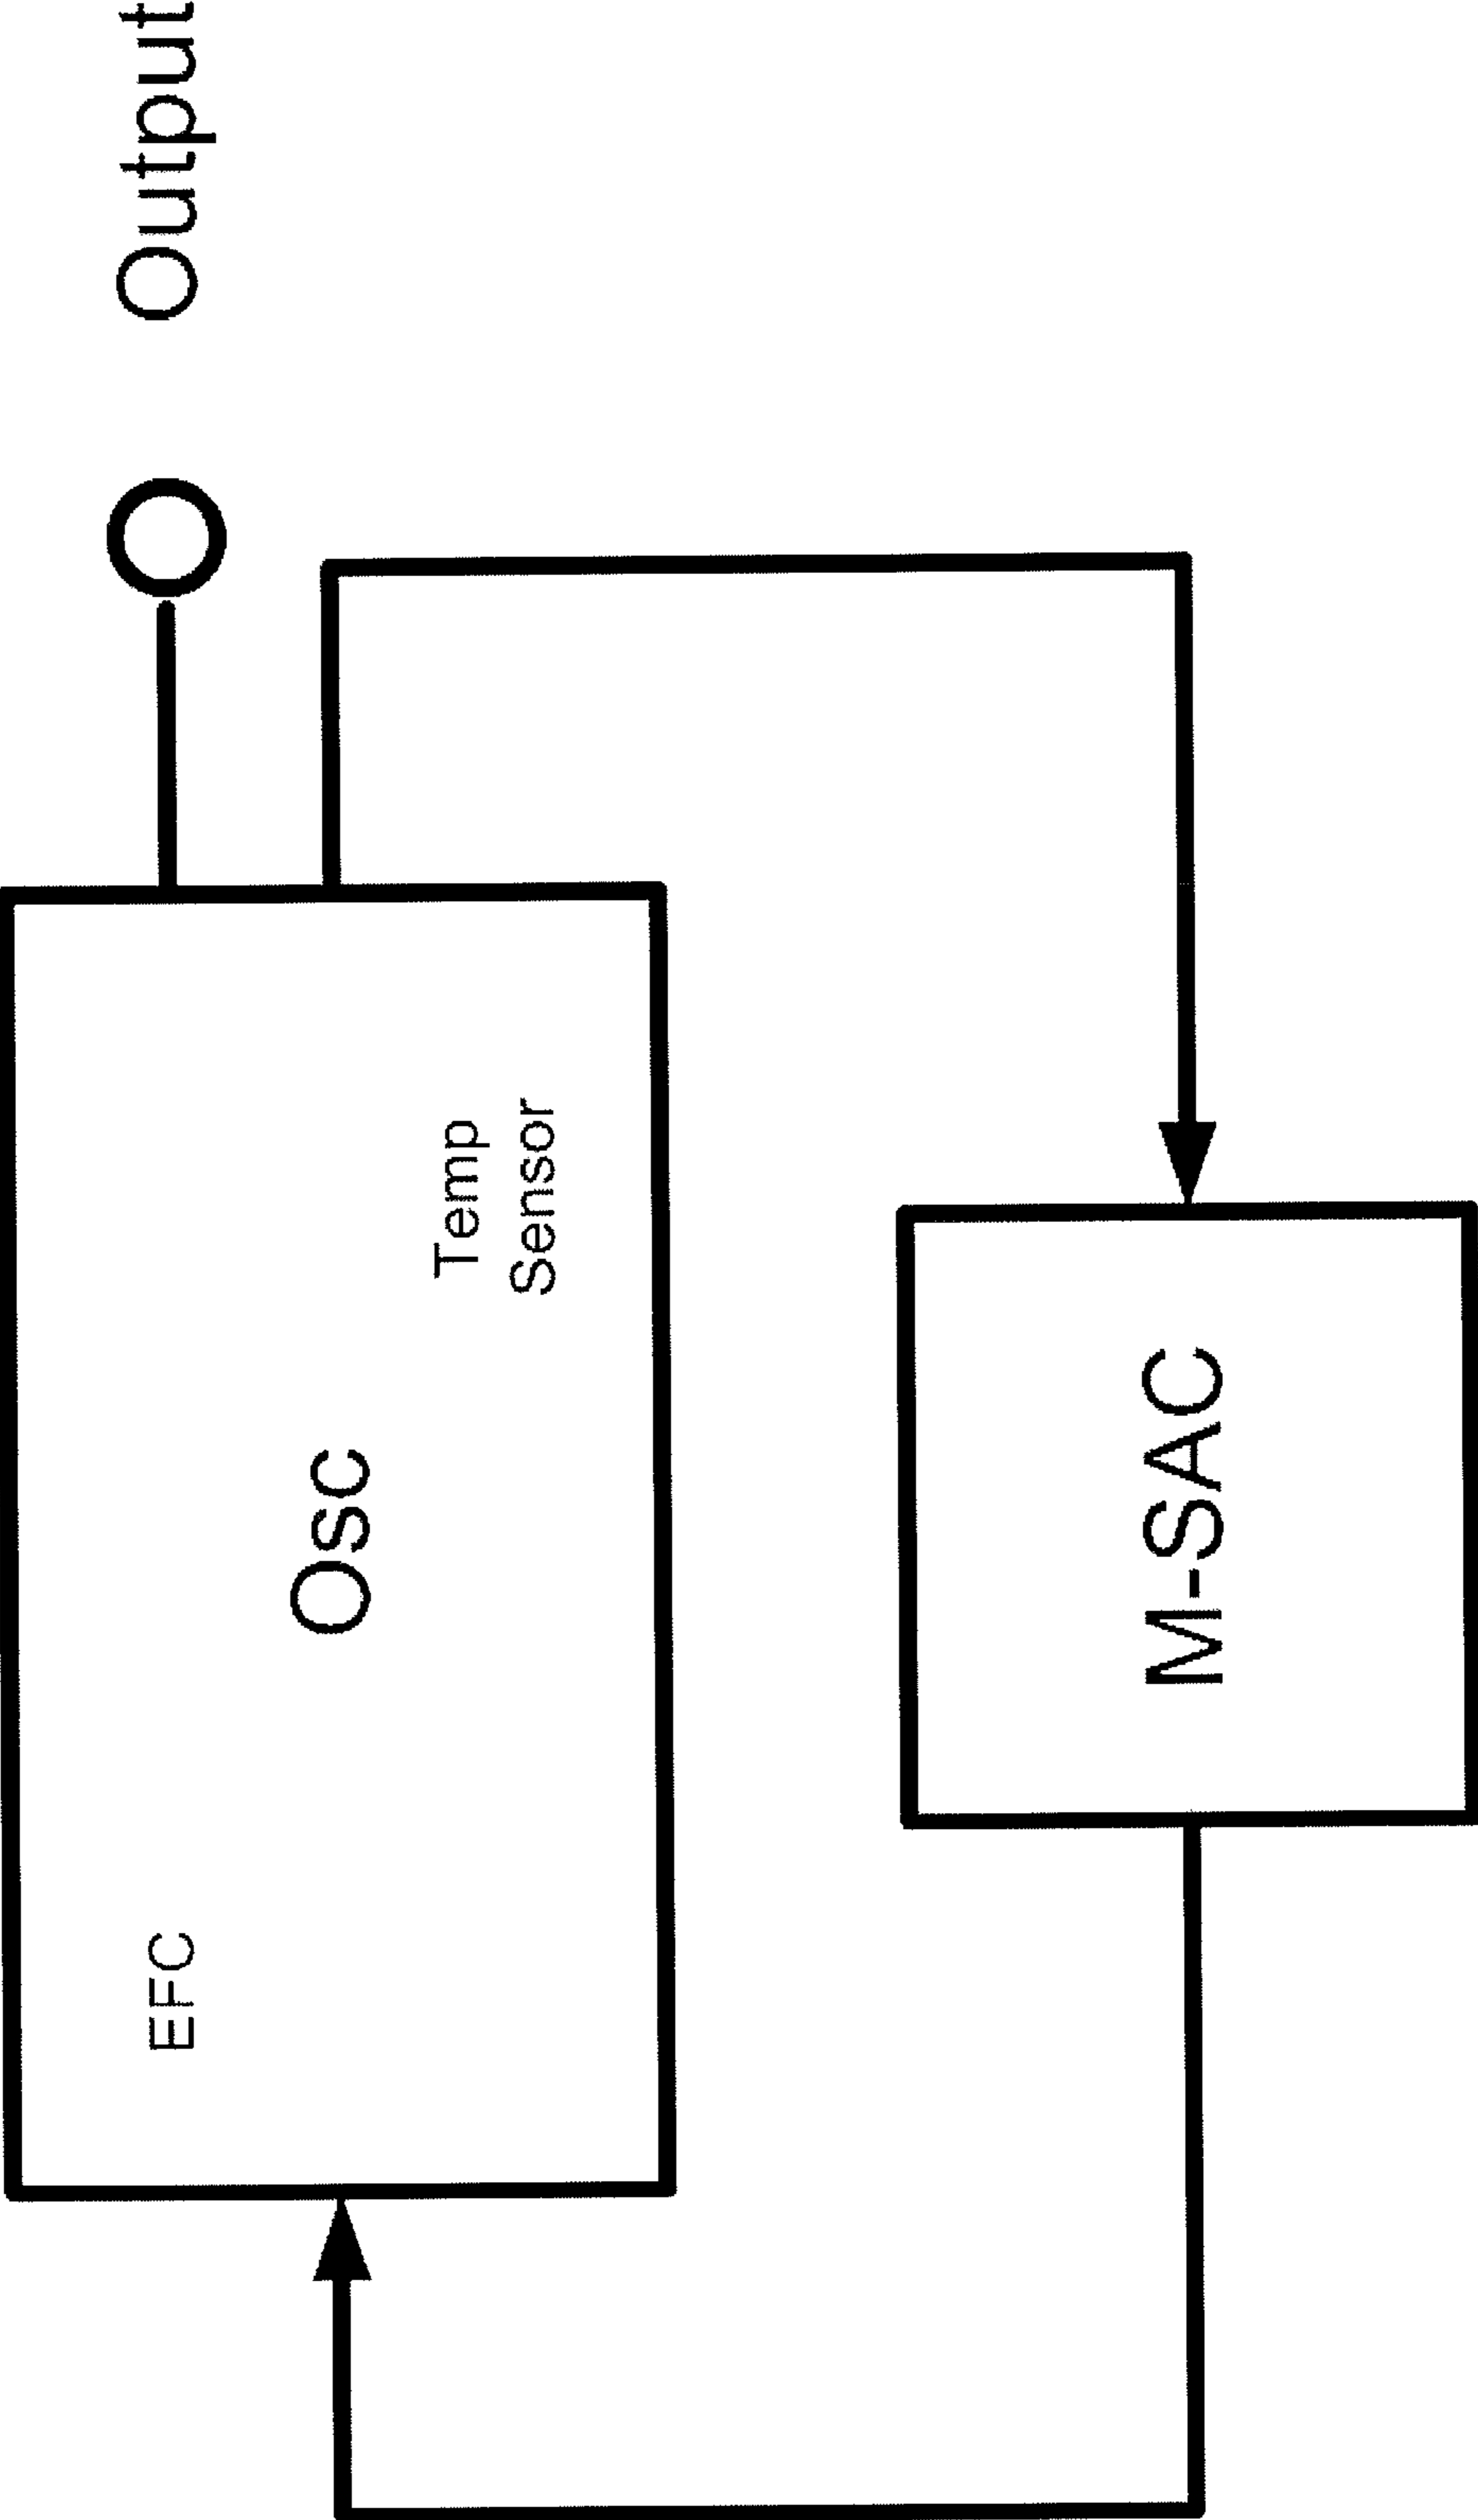 Output
EFC
Osc
Temp
Sensor
M-SAC